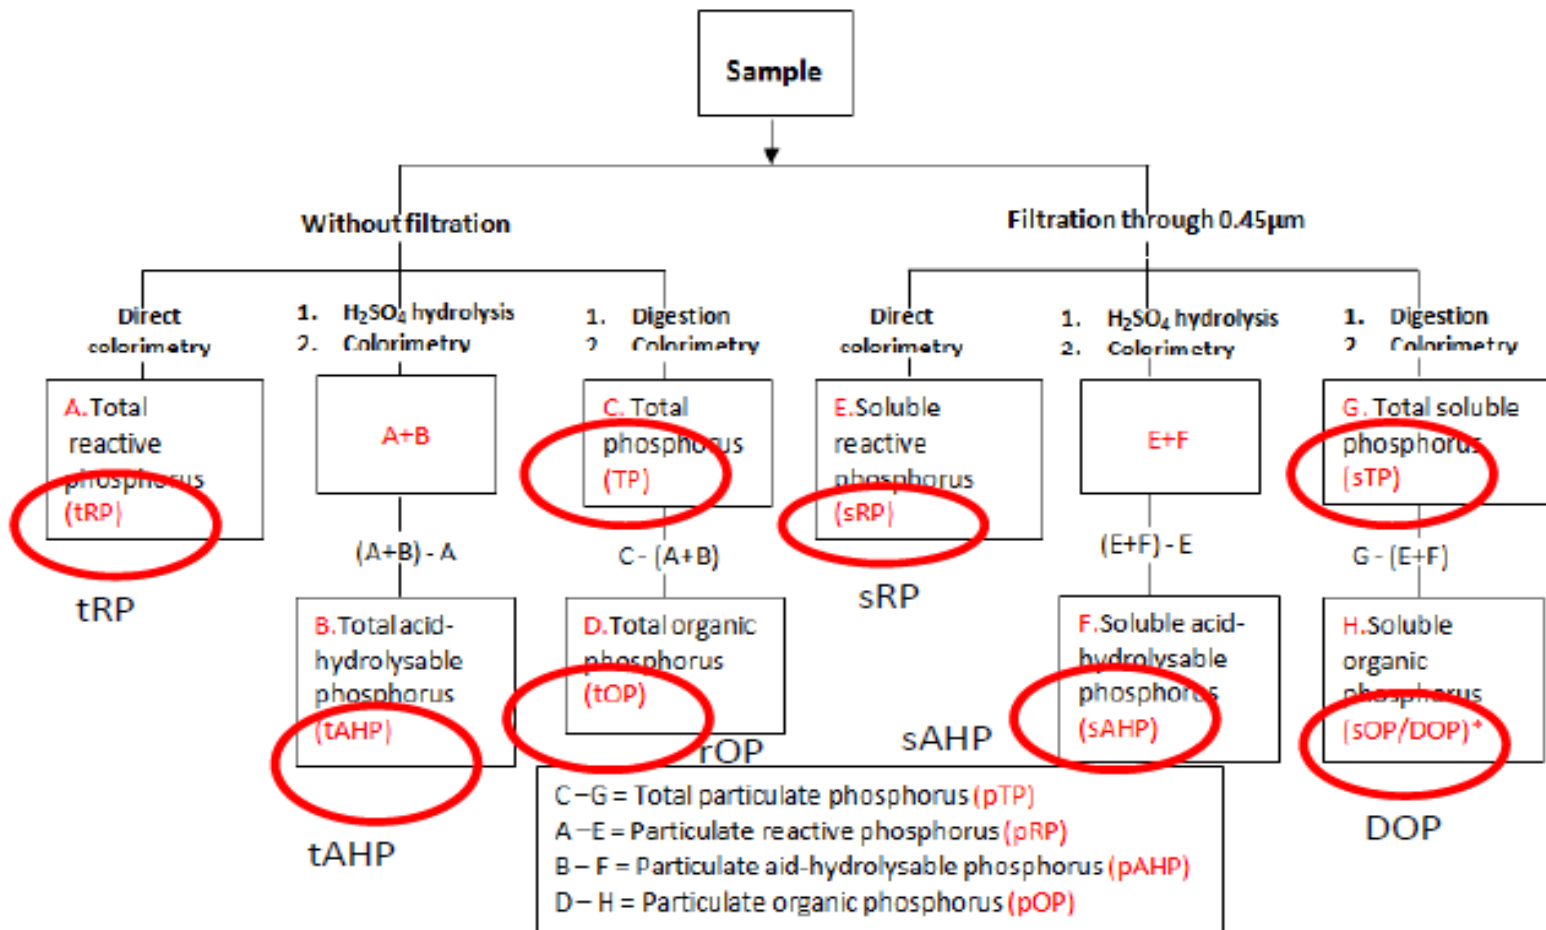 Sample
Without filtration
Filtration through 0.45µm
Direct
colorimetry
1. H₂SO₄ hydrolysis
2. Colorimetry
1. Digestion
2 Colorimetry
Direct
colorimetry
1. H₂SO₄ hydrolysis
2. Colorimetry
1. Digestion
2 Colorimetry
A.Total
reactive
phosphorus
(tRP)
A+B
C. Total
phosphorus
(TP)
E.Soluble
reactive
phosphorus
(sRP)
E+F
G. Total soluble
phosphorus
(sTP)
(A+B) - A
C - (A+B)
(E+F) - E
G - (E+F)
tRP
sRP
B.Total acid-
hydrolysable
phosphorus
(tAHP)
D.Total organic
phosphorus
(tOP)
F.Soluble acid-
hydrolysable
phosphorus
(sAHP)
H.Soluble
organic
phosphorus
(sOP/DOP)*
rOP
sAHP
tAHP
DOP
C–G = Total particulate phosphorus (pTP)
A–E = Particulate reactive phosphorus (pRP)
B – F = Particulate aid-hydrolysable phosphorus (pAHP)
D – H = Particulate organic phosphorus (pOP)